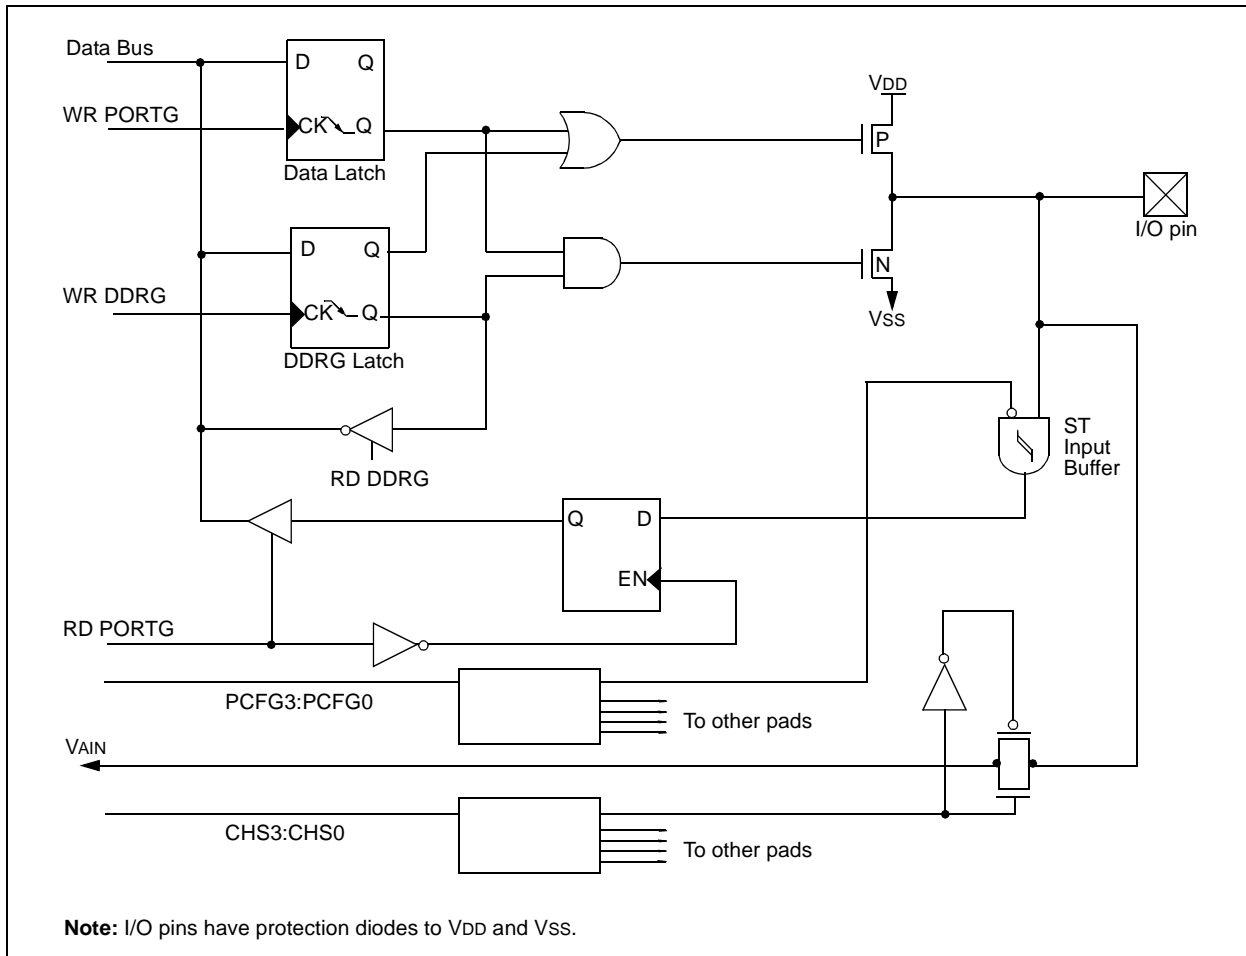 Data Bus
D Q
VDD
WR PORTG
CK Q
P
Data Latch
I/O pin
D Q
N
WR DDRG
CK Q
VSS
DDRG Latch
ST
Input
Buffer
RD DDRG
Q D
EN
RD PORTG
PCFG3:PCFG0
To other pads
VAIN
CHS3:CHS0
To other pads
Note: I/O pins have protection diodes to VDD and VSS.